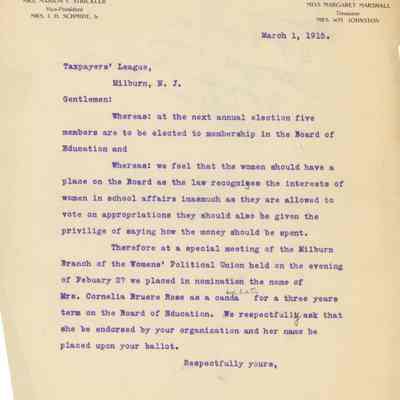 MRS. MARION T. STRICKLER
Vice-President
MRS. J. H. SCHMIDT, Jr.
MISS MARGARET MARSHALL
Treasurer
MRS. WM. JOHNSTON
March 1, 1915.
Taxpayers' League,
Milburn, N. J.
Gentlemen:
Whereas: at the next annual election five
members are to be elected to membership in the Board of
Education and
Whereas: we feel that the women should have a
place on the Board as the law recognizes the interests of
women in school affairs inasmuch as they are allowed to
vote on appropriations they should also be given the
privilige of saying how the money should be spent.
Therefore at a special meeting of the Milburn
Branch of the Womens' Political Union held on the evening
of Febuary 27 we placed in nomination the name of
Mrs. Cornelia Bruere Rose as a canda for a three years
term on the Board of Education. We respectfully ask that
she be endorsed by your organization and her name be
placed upon your ballot.
Respectfully yours,